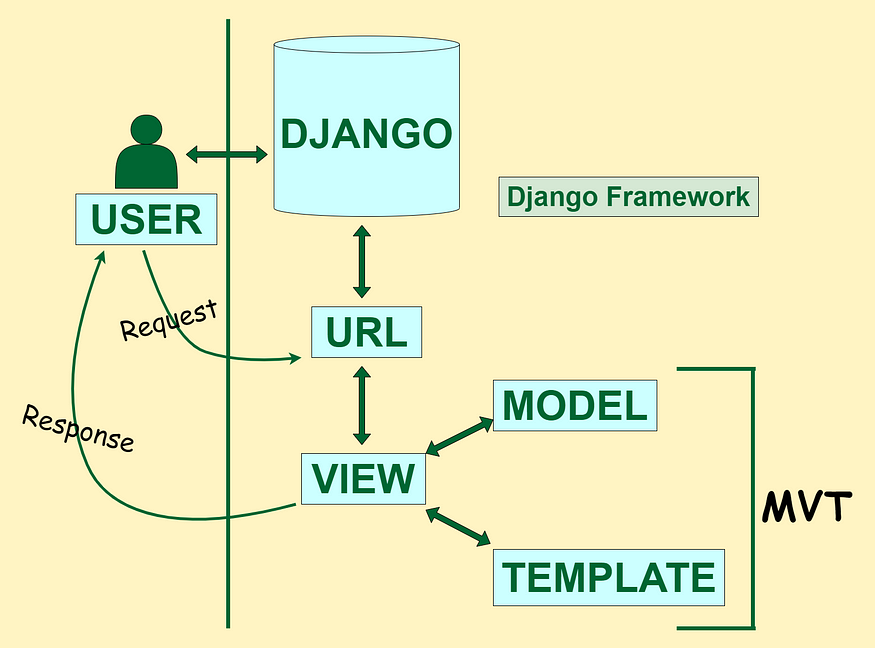 DJANGO
Django Framework
USER
Request
URL
MODEL
Response
VIEW
MVT
TEMPLATE